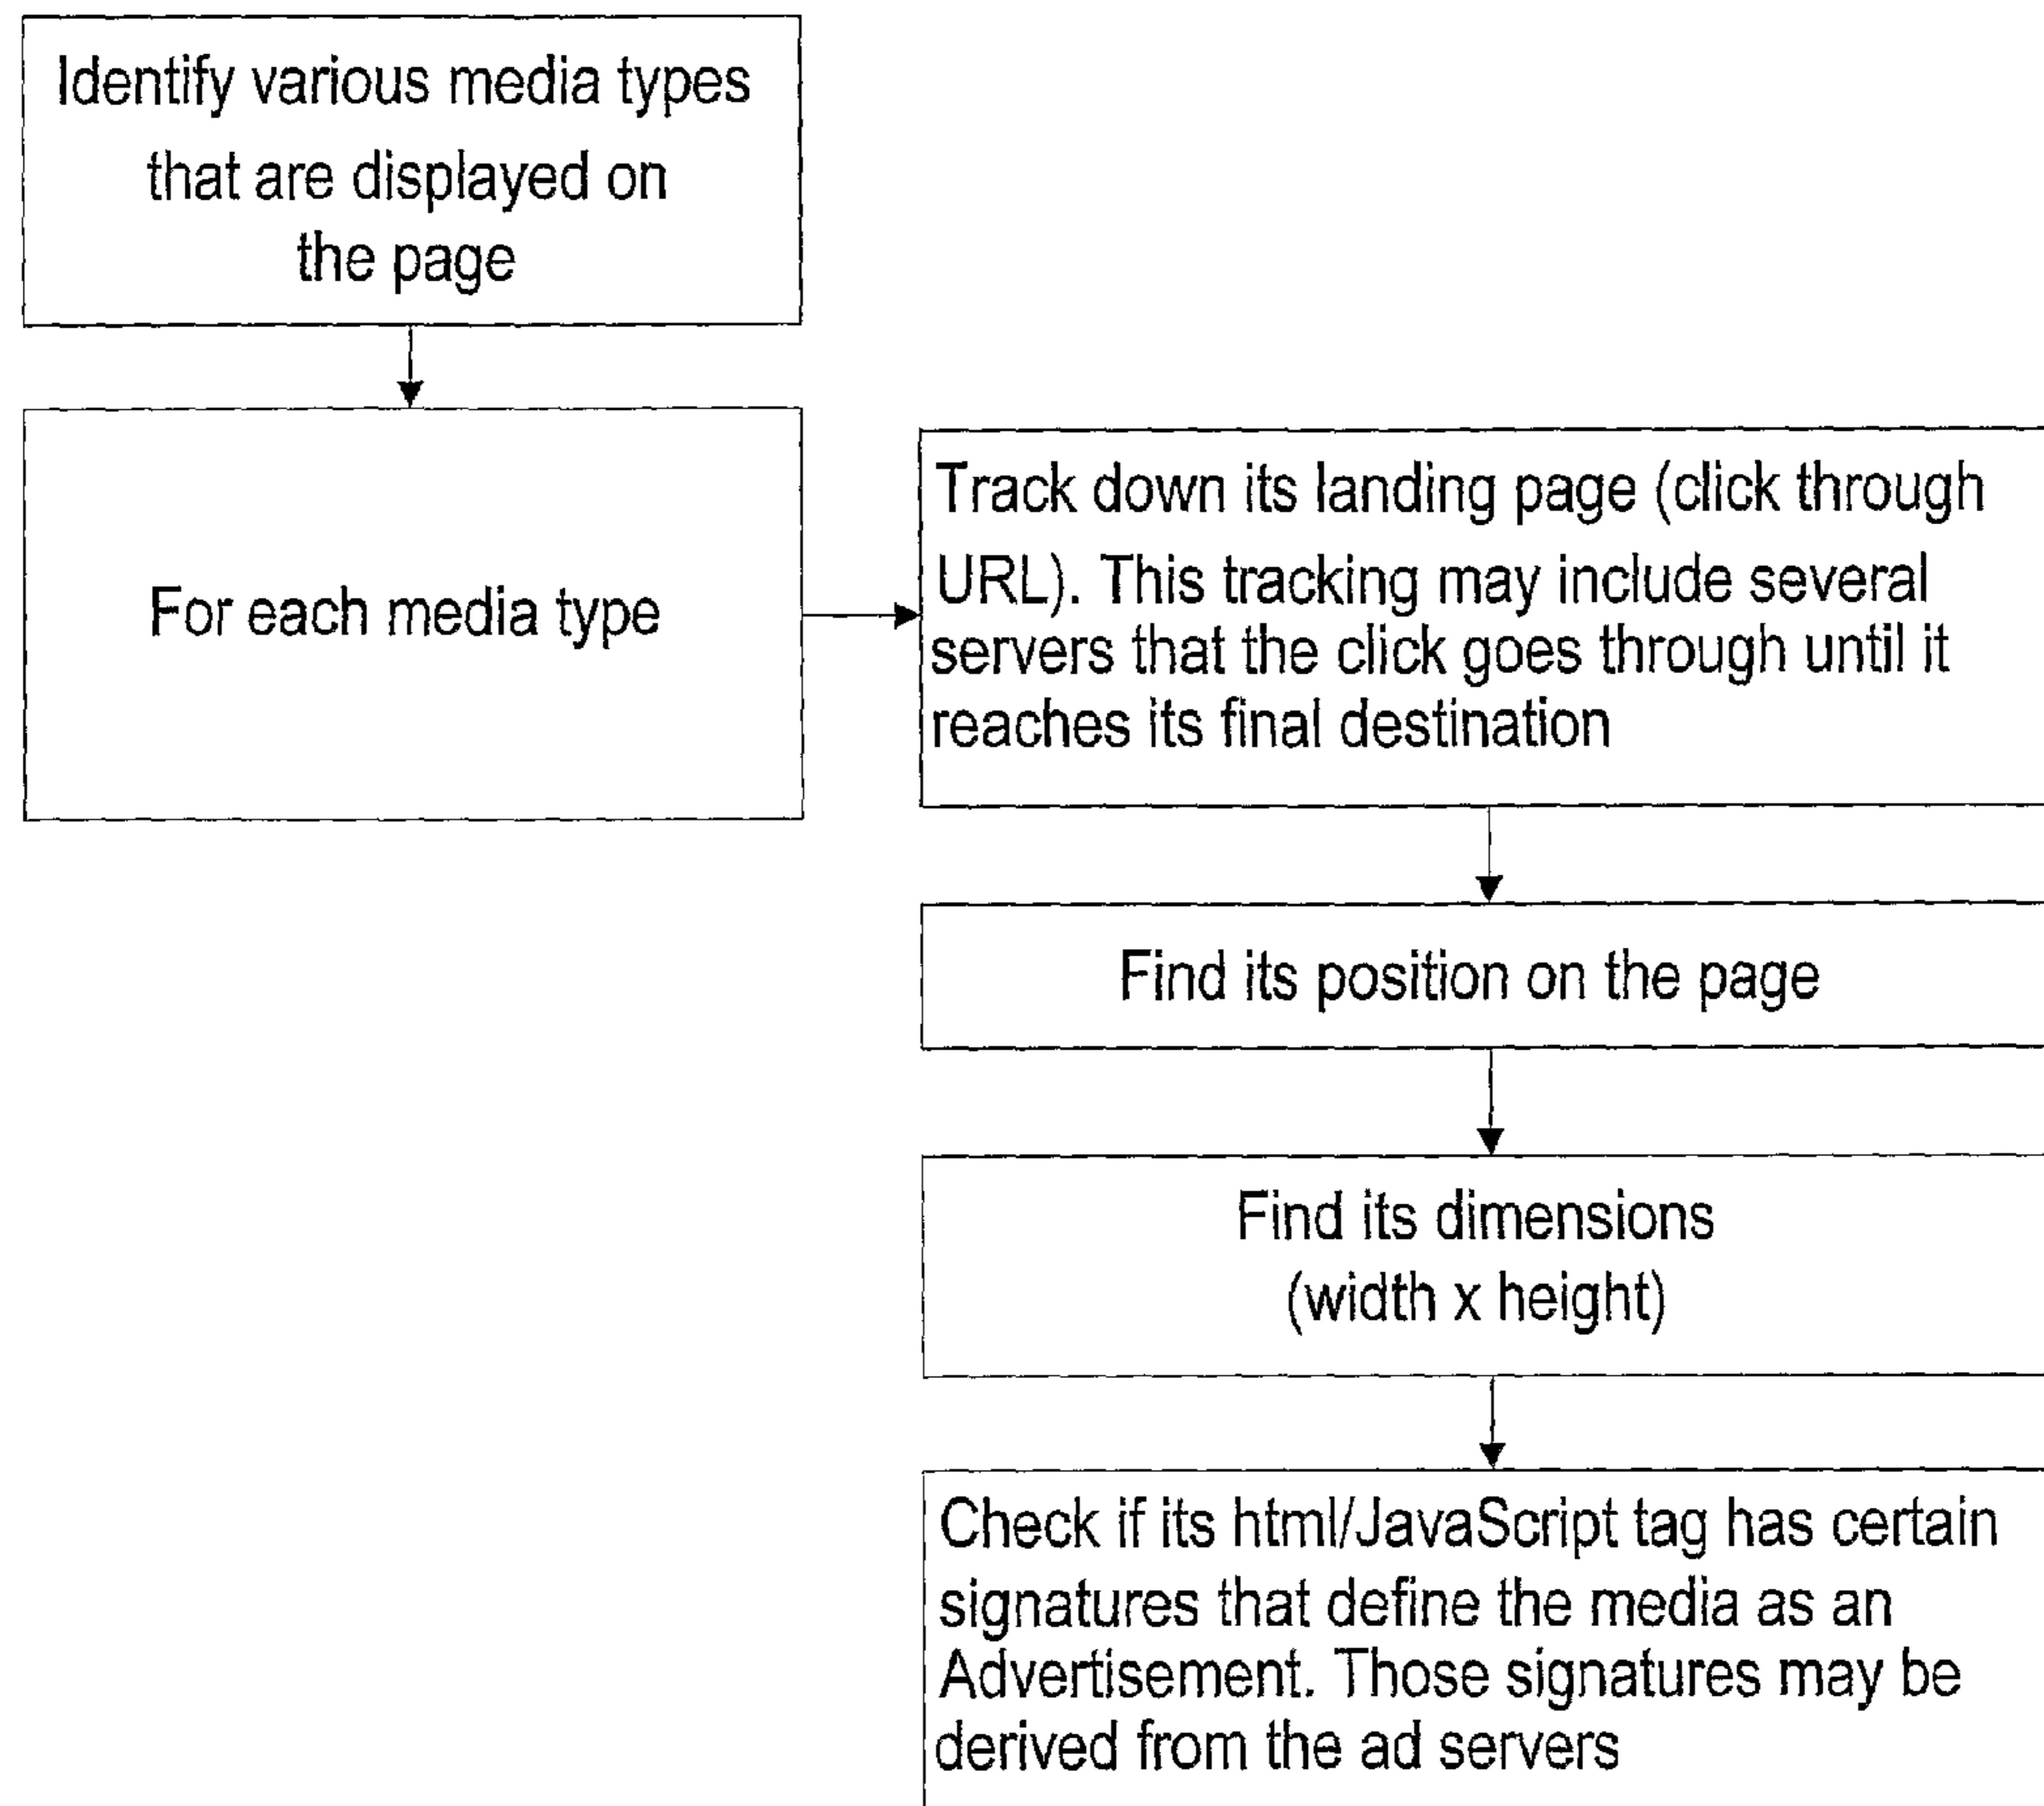 Identify various media types
that are displayed on
the page
For each media type
Track down its landing page (click through
URL). This tracking may include several
servers that the click goes through until it
reaches its final destination
Find its position on the page
Find its dimensions
(width x height)
Check if its html/JavaScript tag has certain
signatures that define the media as an
Advertisement. Those signatures may be
derived from the ad servers